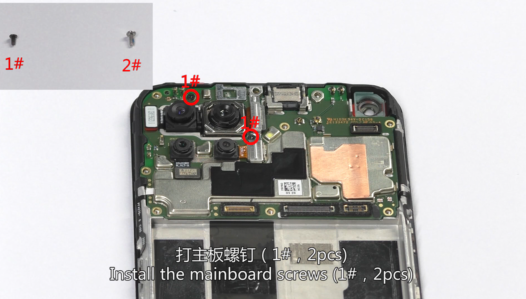 1#
2#
1#
1#
打主板螺钉（1#，2pcs）
Install the mainboard screws (1#，2pcs)